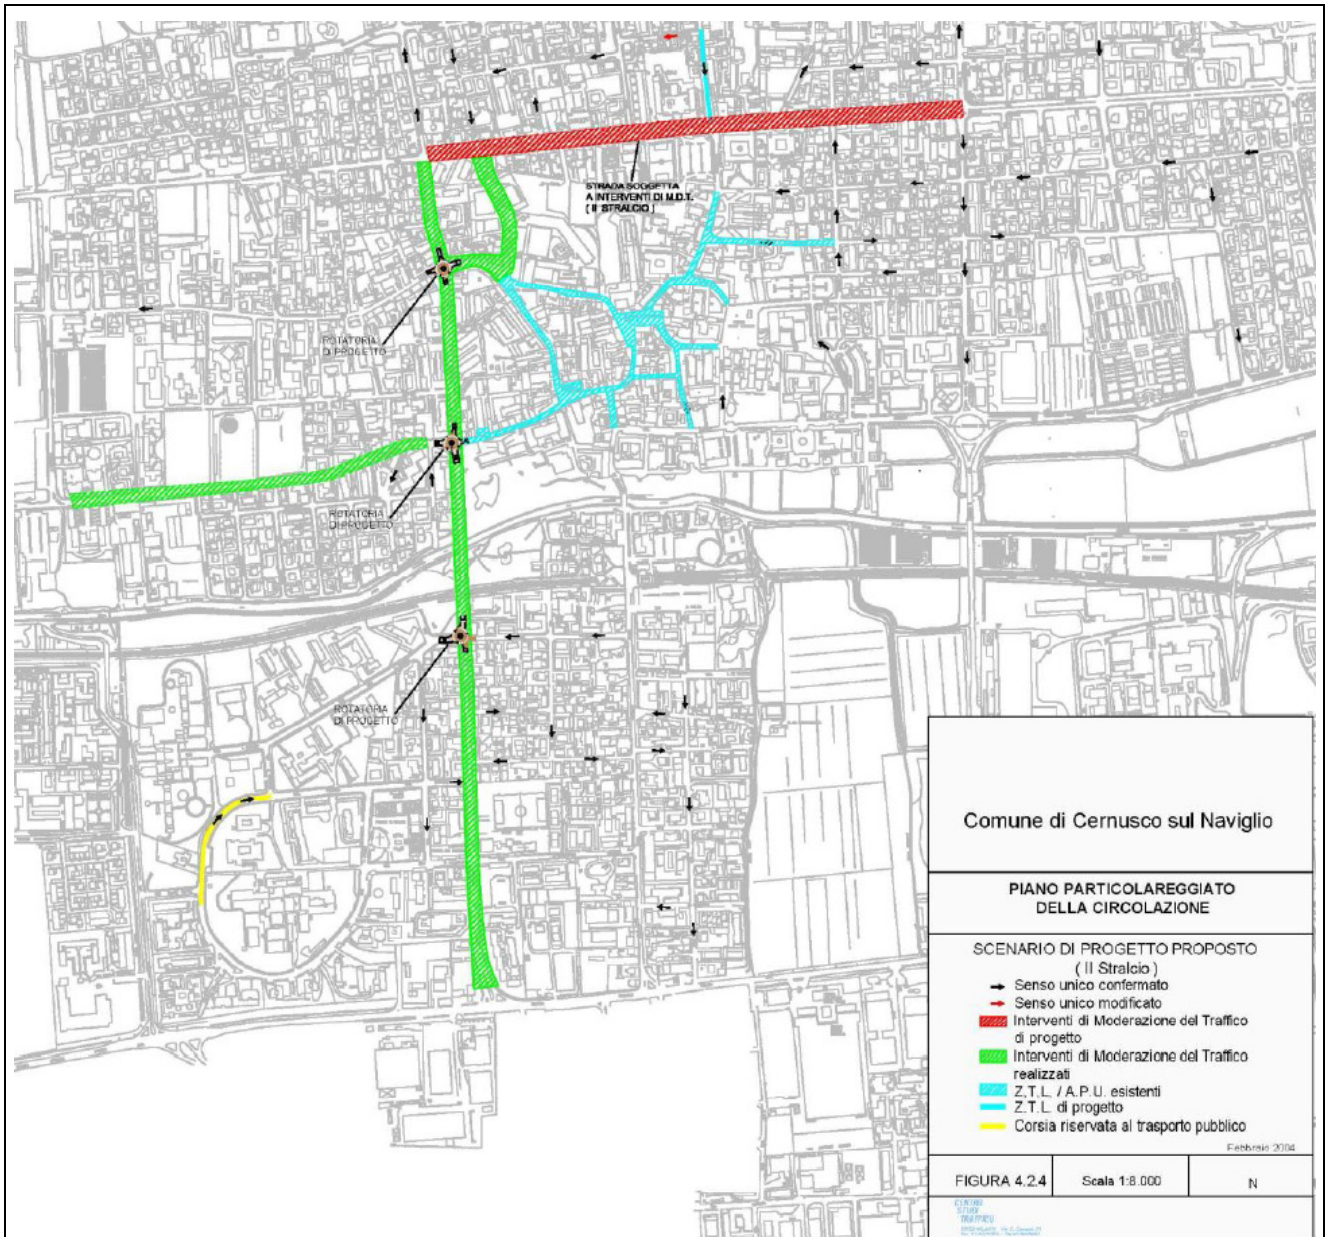 STRADA SOGGETTA
A INTERVENTI DI M.D.T.
( II STRALCIO )
ROTATORIA
DI PROGETTO
ROTATORIA
DI PROGETTO
ROTATORIA
DI PROGETTO
Comune di Cernusco sul Naviglio
PIANO PARTICOLAREGGIATO
DELLA CIRCOLAZIONE
SCENARIO DI PROGETTO PROPOSTO
( II Stralcio )
Senso unico confermato
Senso unico modificato
Interventi di Moderazione del Traffico
di progetto
Interventi di Moderazione del Traffico
realizzati
Z.T.L. / A.P.U. esistenti
Z.T.L. di progetto
Corsia riservata al trasporto pubblico
Febbraio 2004
FIGURA 4.2.4
Scala 1:8.000
N
CENTRO
STUDI
TRAFFICO